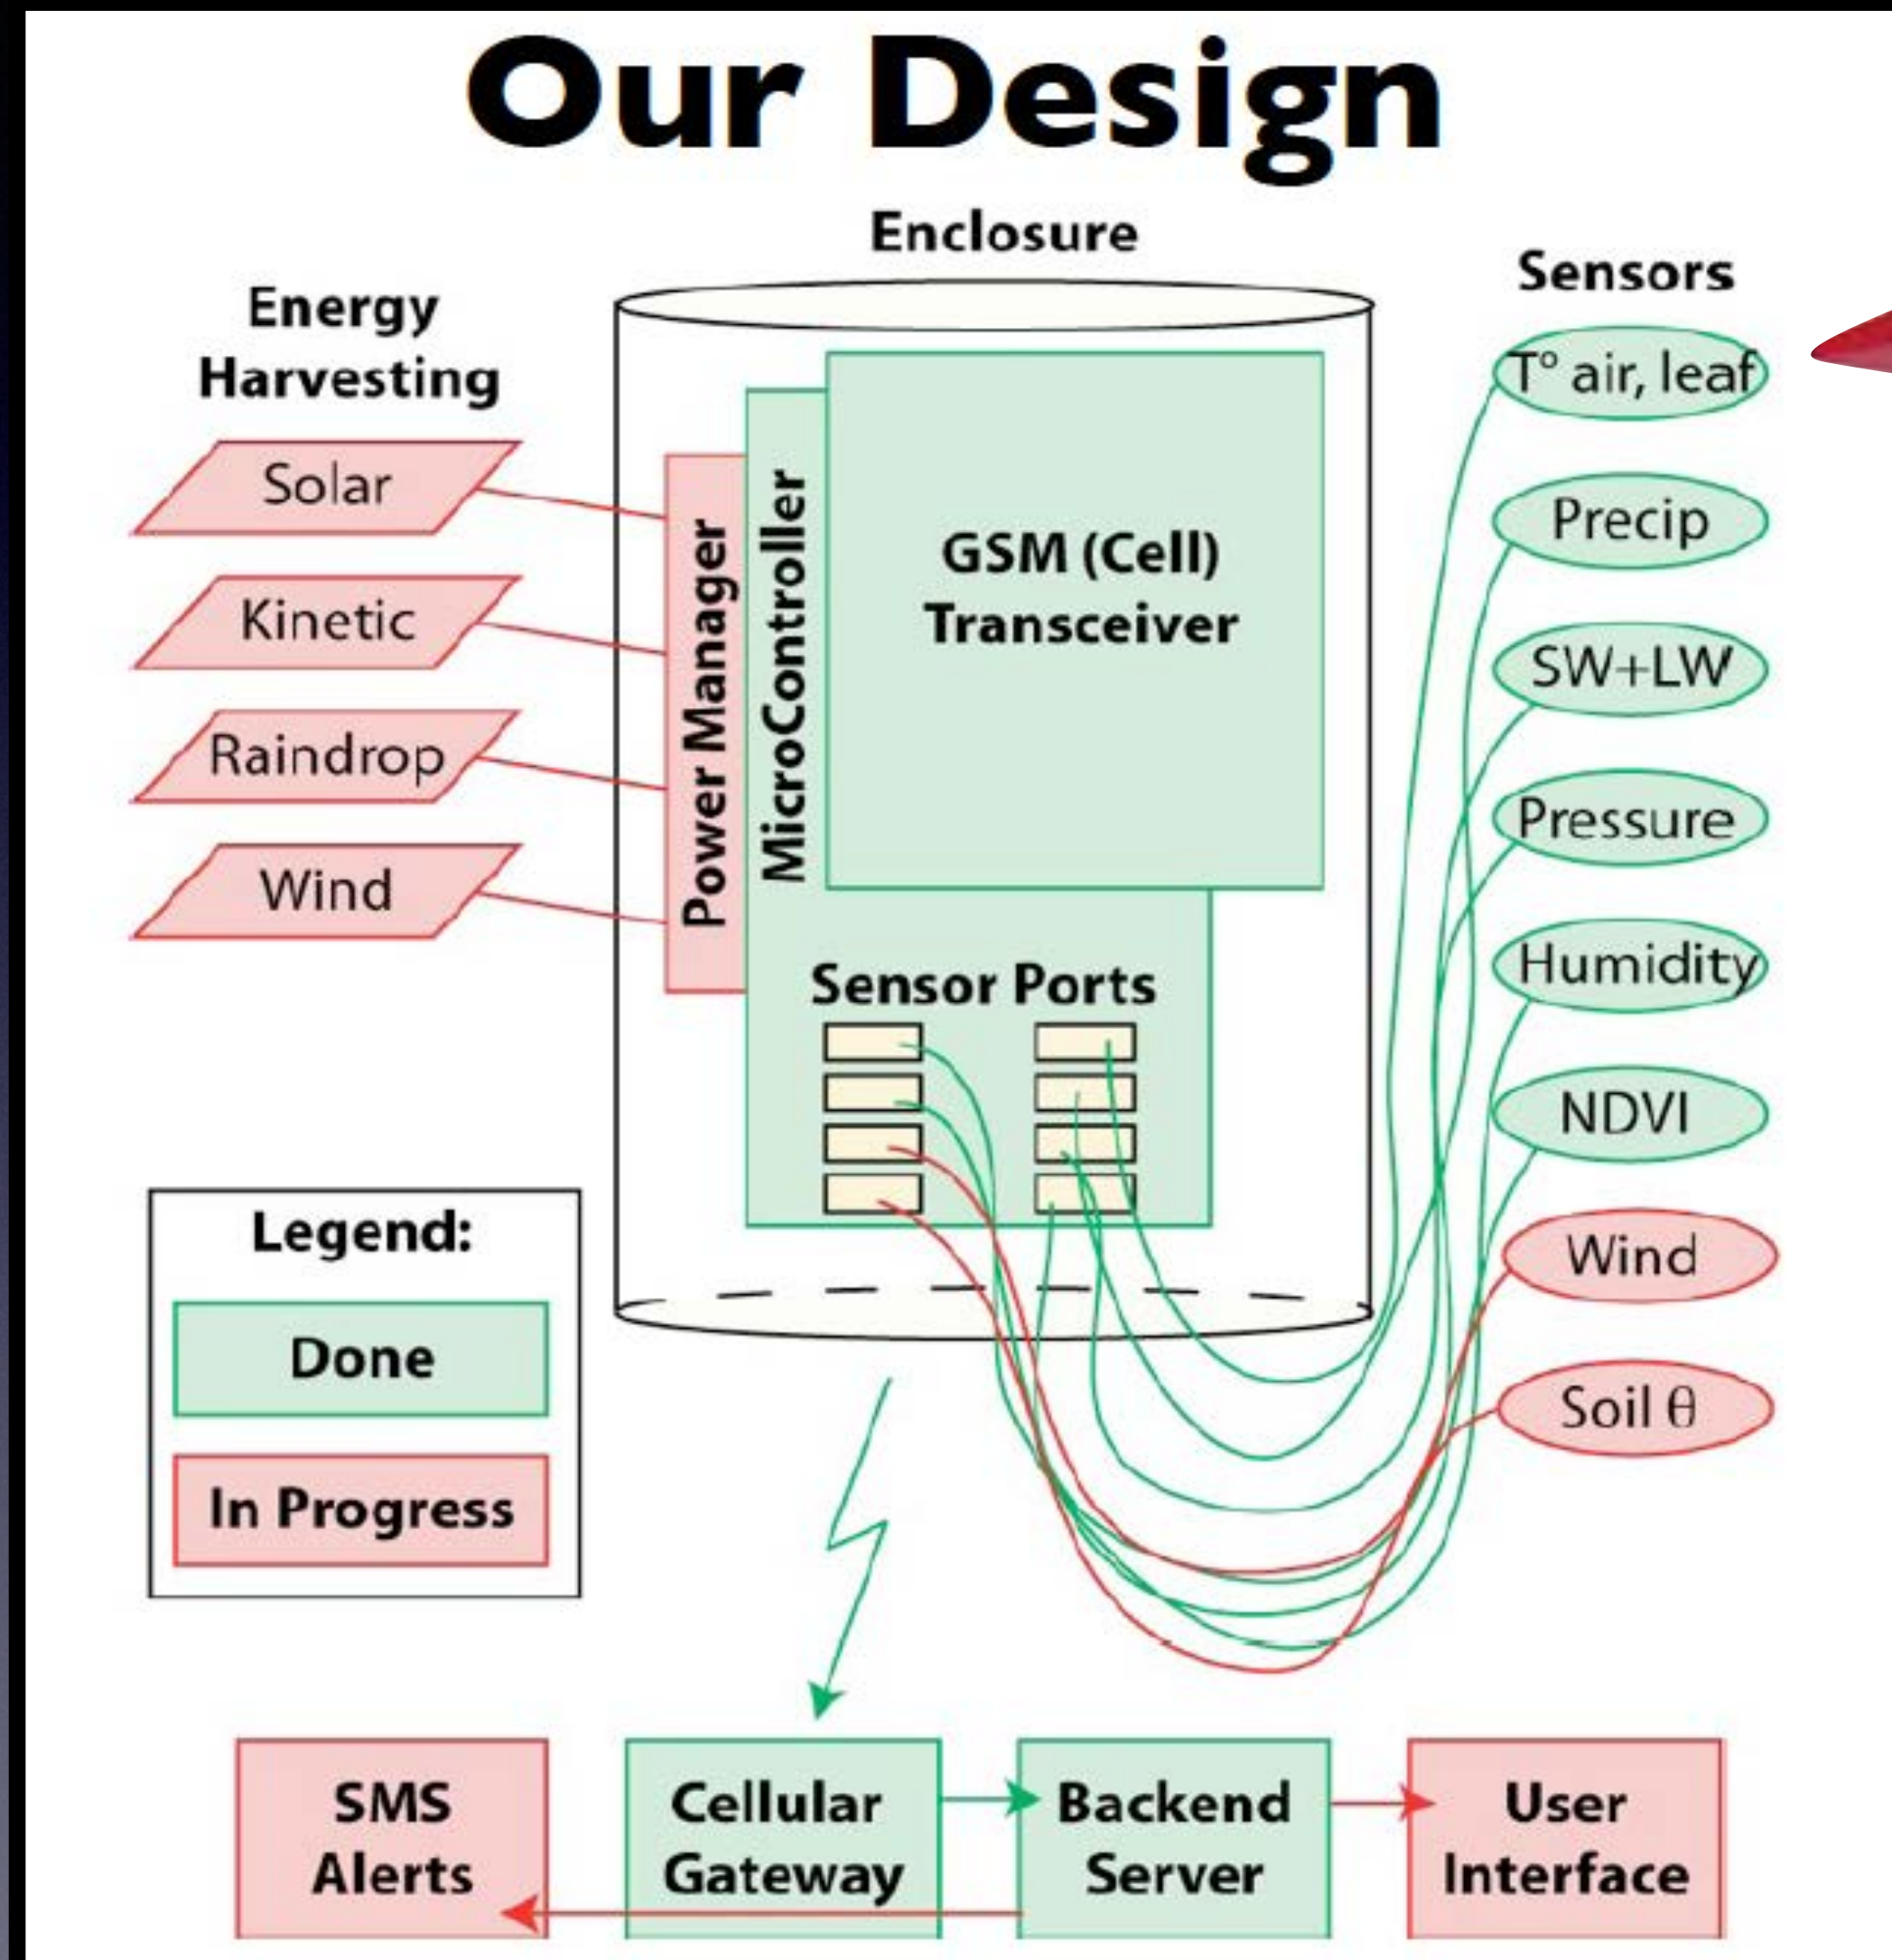 Our Design
Enclosure
Energy
Harvesting
Solar
Kinetic
Raindrop
Wind
Power Manager
MicroController
GSM (Cell)
Transceiver
Sensor Ports
Sensors
T° air, leaf
Precip
SW+LW
Pressure
Humidity
NDVI
Wind
Soil θ
Legend:
Done
In Progress
SMS
Alerts
Cellular
Gateway
Backend
Server
User
Interface